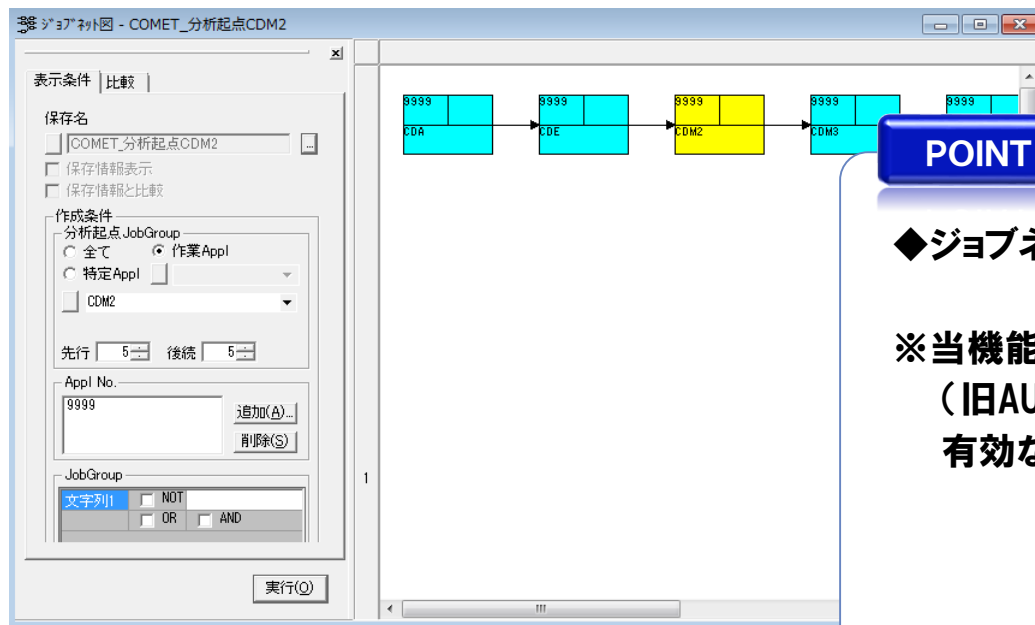 ジョブネット図 - COMET_分析起点CDM2
表示条件 比較
保存名
COMET_分析起点CDM2 ...
保存情報表示
保存情報と比較
作成条件
分析起点JobGroup
全て 作業Appl
特定Appl
CDM2
先行 5 後続 5
Appl No.
9999
追加(A)...
削除(S)
JobGroup
文字列1 NOT
OR AND
実行(O)
1
9999 9999 9999 9999 9999
CDA CDE CDM2 CDM3
POINT
◆ジョブネ
※当機能
（旧AU
有効な